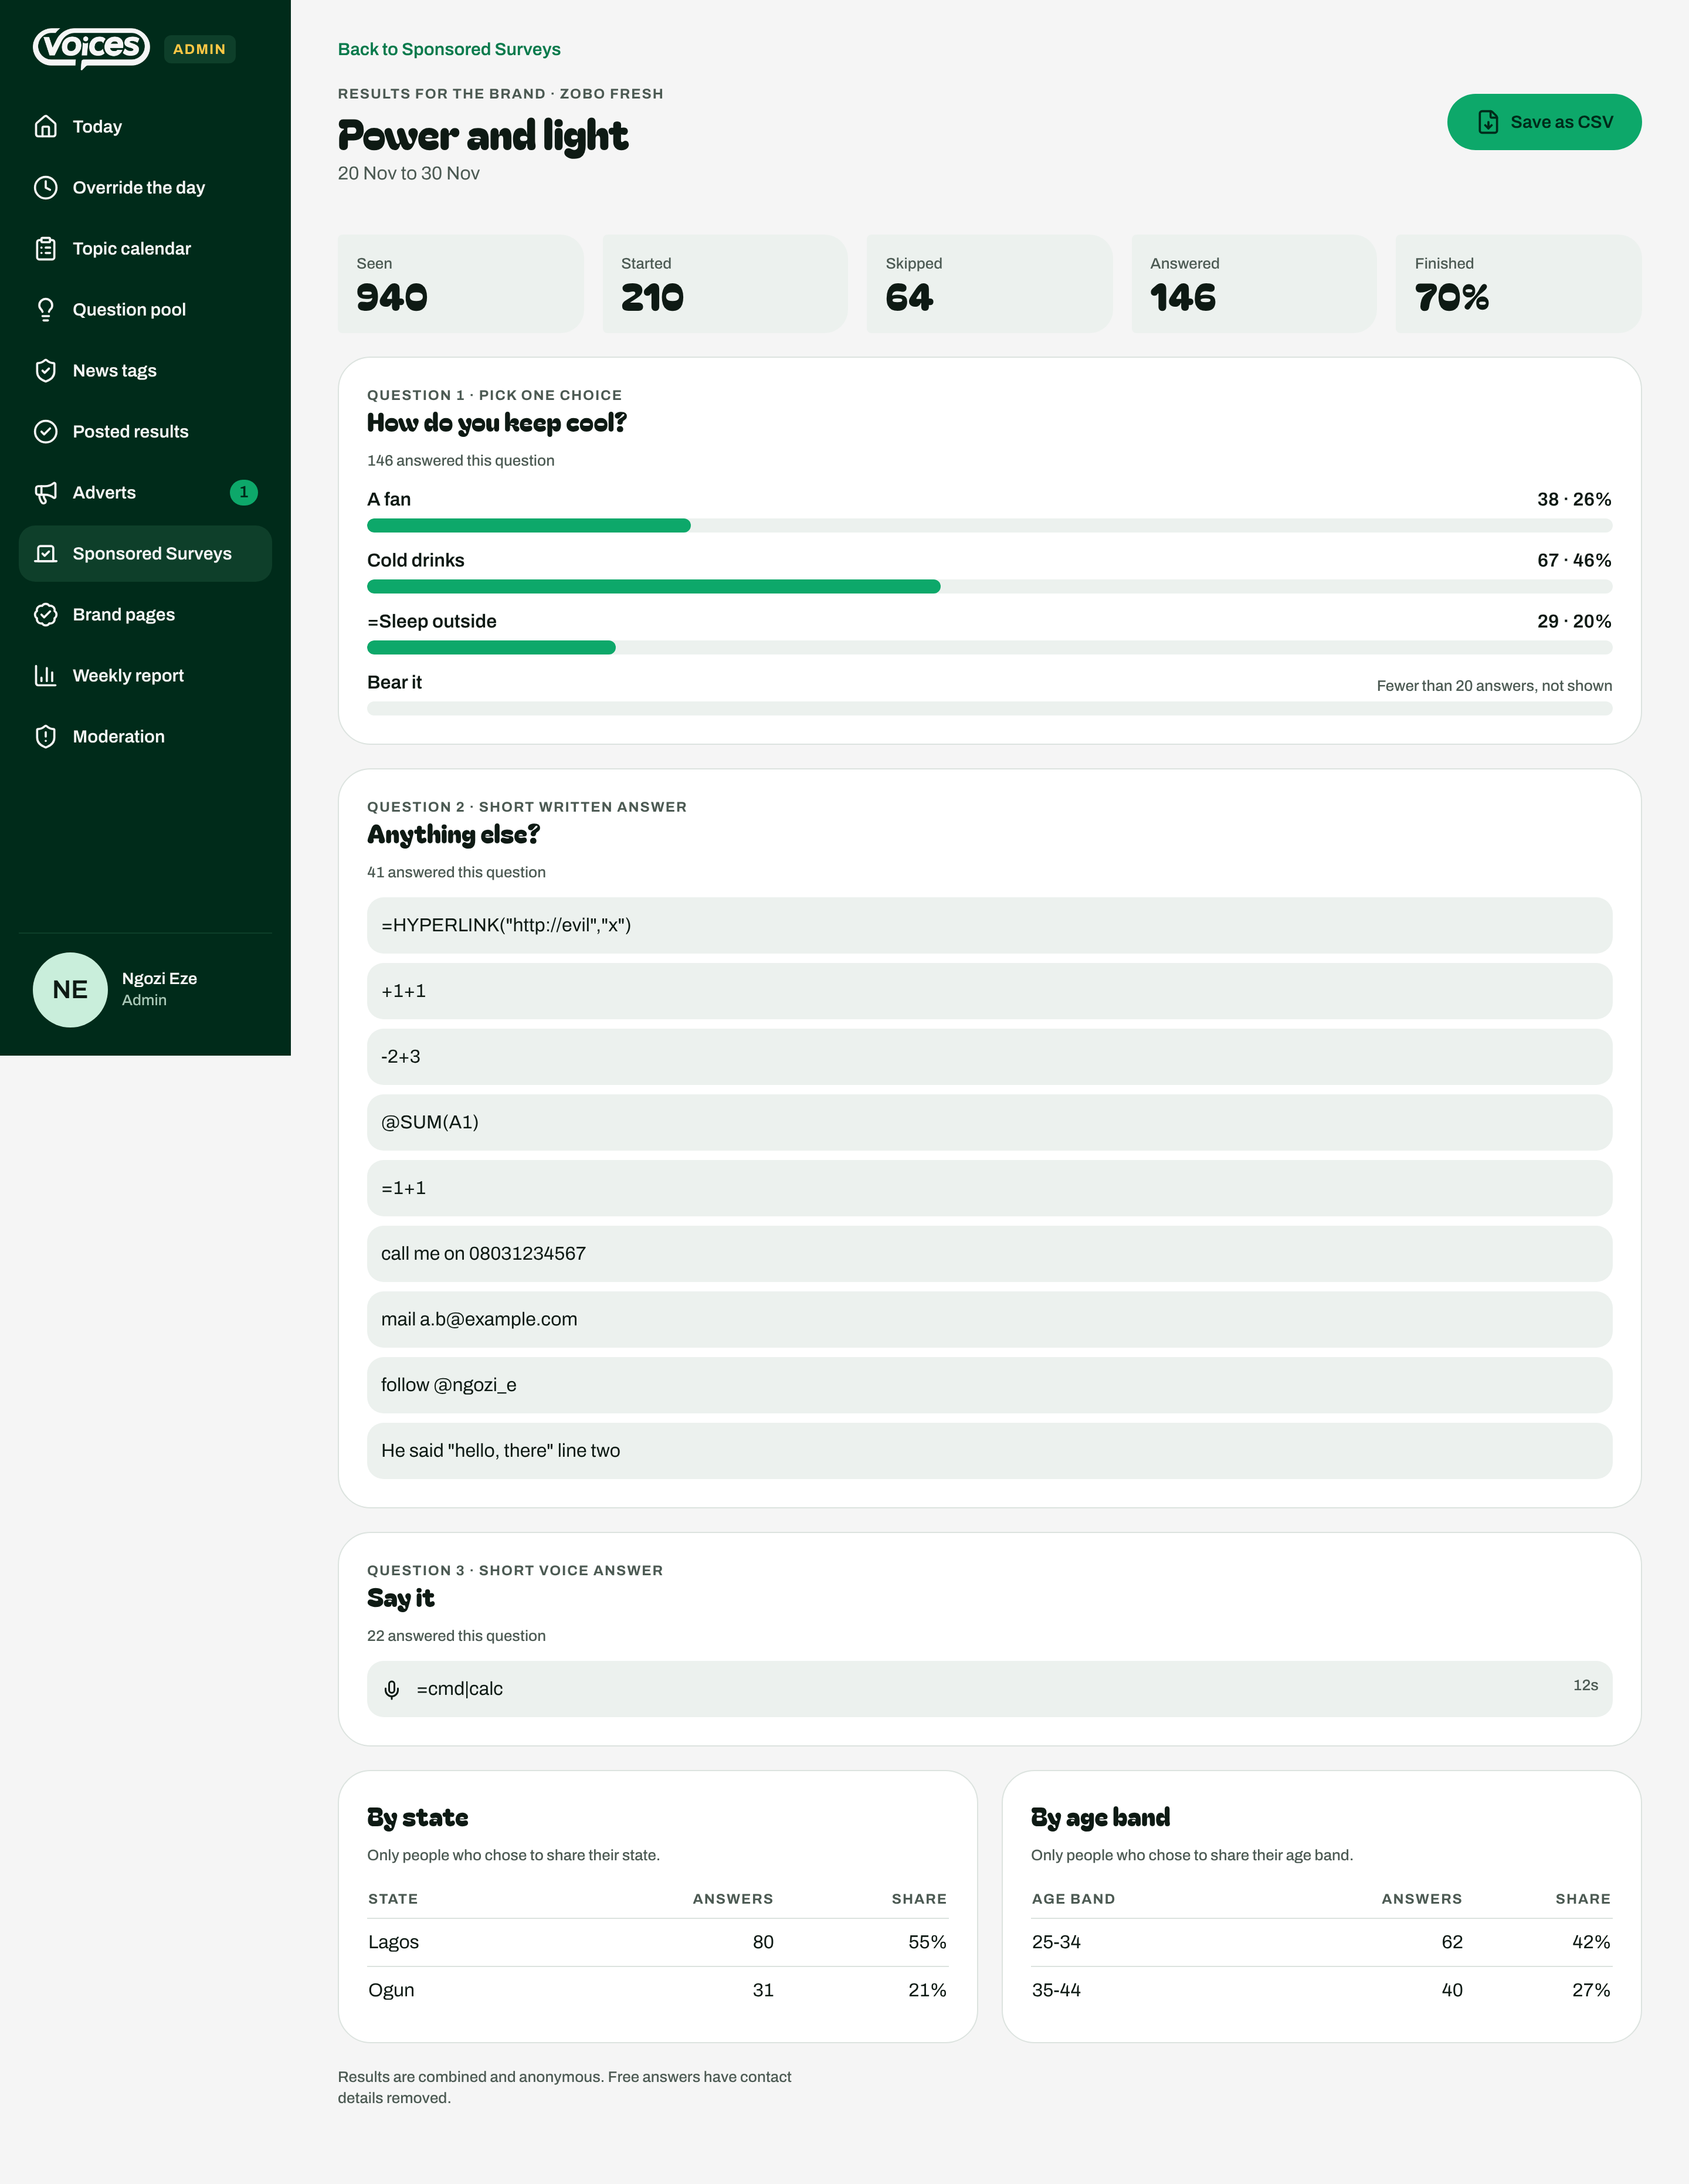 voices
ADMIN
Today
Override the day
Topic calendar
Question pool
News tags
Posted results
Adverts 1
Sponsored Surveys
Brand pages
Weekly report
Moderation
NE
Ngozi Eze
Admin
Back to Sponsored Surveys
RESULTS FOR THE BRAND · ZOBO FRESH
Power and light
20 Nov to 30 Nov
Save as CSV
Seen
940
Started
210
Skipped
64
Answered
146
Finished
70%
QUESTION 1 · PICK ONE CHOICE
How do you keep cool?
146 answered this question
A fan 38 · 26%
Cold drinks 67 · 46%
=Sleep outside 29 · 20%
Bear it Fewer than 20 answers, not shown
QUESTION 2 · SHORT WRITTEN ANSWER
Anything else?
41 answered this question
=HYPERLINK("http://evil","x")
+1+1
-2+3
@SUM(A1)
=1+1
call me on 08031234567
mail a.b@example.com
follow @ngozi_e
He said "hello, there" line two
QUESTION 3 · SHORT VOICE ANSWER
Say it
22 answered this question
=cmd|calc 12s
By state
Only people who chose to share their state.
STATE ANSWERS SHARE
Lagos 80 55%
Ogun 31 21%
By age band
Only people who chose to share their age band.
AGE BAND ANSWERS SHARE
25-34 62 42%
35-44 40 27%
Results are combined and anonymous. Free answers have contact
details removed.